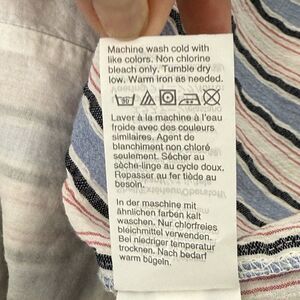 Machine wash cold with
like colors. Non chlorine
bleach only. Tumble dry
low. Warm iron as needed.
Laver à la machine à l'eau
froide avec des couleurs
similaires. Agent de
blanchiment non chloré
seulement. Sécher au
sèche-linge au cycle doux.
Repasser au fer tiède au
besoin.
In der maschine mit
ähnlichen farben kalt
waschen. Nur chlorfreies
bleichmittel verwenden.
Bei niedriger temperatur
trocknen. Nach bedarf
warm bügeln.